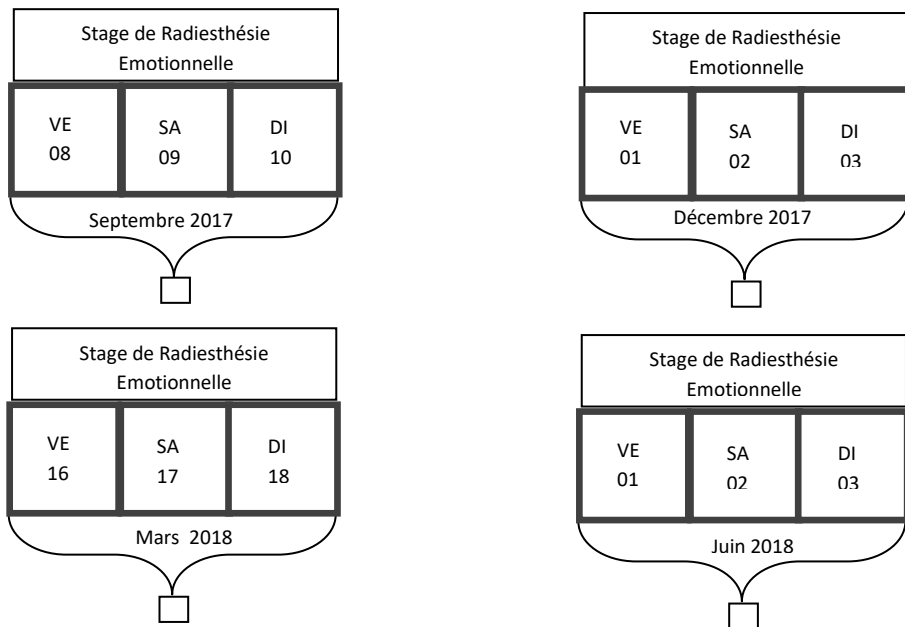 Stage de Radiesthésie
Emotionnelle
VE
08
SA
09
DI
10
Septembre 2017
Stage de Radiesthésie
Emotionnelle
VE
01
SA
02
DI
03
Décembre 2017
Stage de Radiesthésie
Emotionnelle
VE
16
SA
17
DI
18
Mars 2018
Stage de Radiesthésie
Emotionnelle
VE
01
SA
02
DI
03
Juin 2018